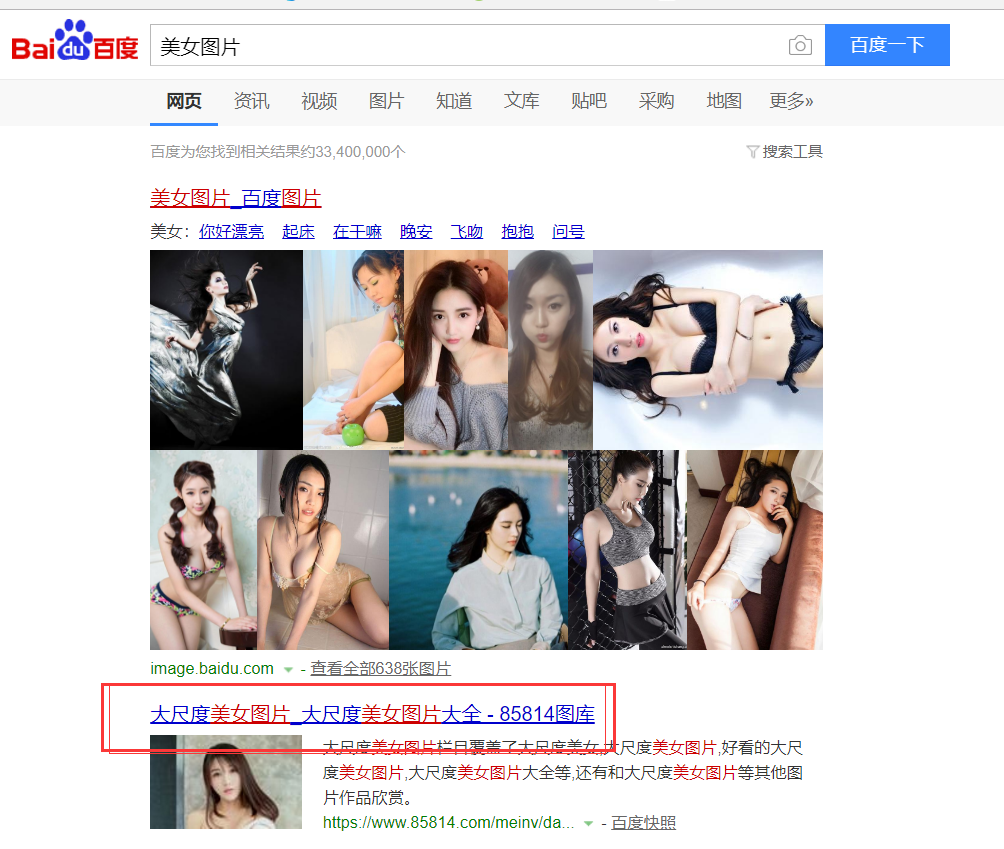 Bai du 百度
美女图片
百度一下
网页 资讯 视频 图片 知道 文库 贴吧 采购 地图 更多»
百度为您找到相关结果约33,400,000个 搜索工具
美女图片_百度图片
美女: 你好漂亮 起床 在干嘛 晚安 飞吻 抱抱 问号
image.baidu.com - 查看全部638张图片
大尺度美女图片_大尺度美女图片大全 - 85814图库
大尺度美女图片栏目覆盖了大尺度美女,大尺度美女图片,好看的大尺
度美女图片,大尺度美女图片大全等,还有和大尺度美女图片等其他图
片作品欣赏。
https://www.85814.com/meinv/da... - 百度快照